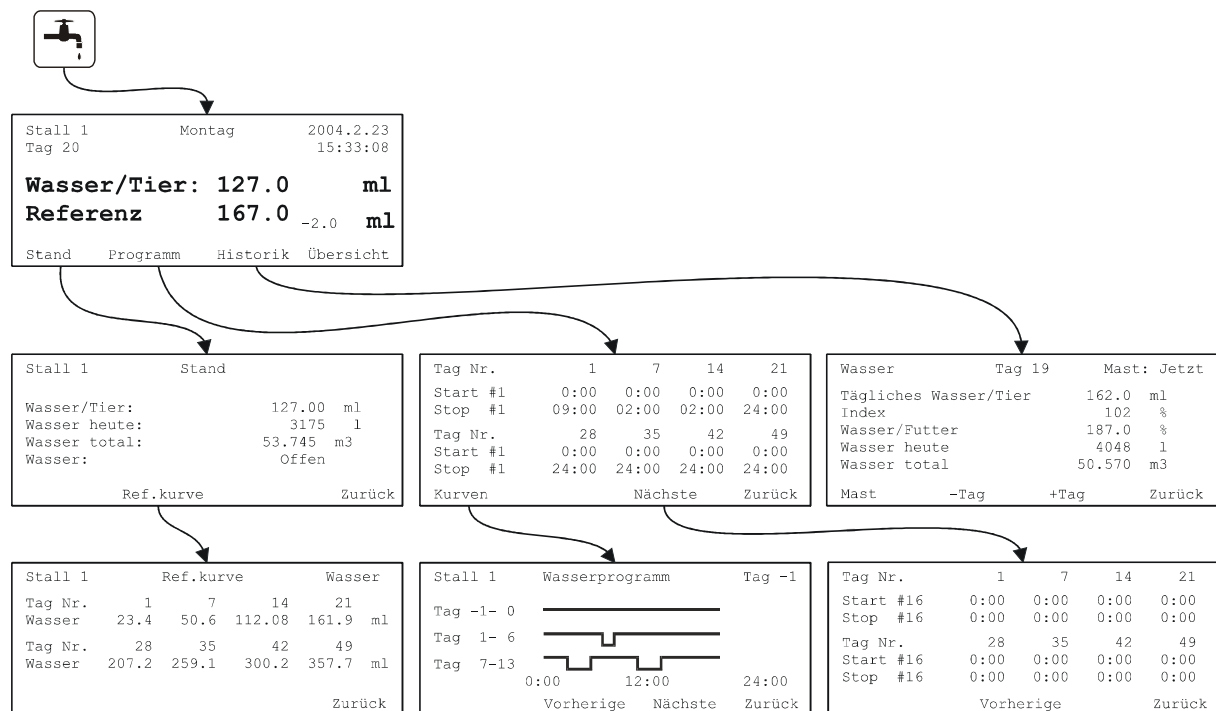 Stall 1 Montag 2004.2.23
Tag 20 15:33:08
Wasser/Tier: 127.0 ml
Referenz 167.0 -2.0 ml
Stand Programm Historik Übersicht
Stall 1 Stand
Wasser/Tier: 127.00 ml
Wasser heute: 3175 l
Wasser total: 53.745 m3
Wasser: Offen
Ref.kurve Zurück
Tag Nr. 1 7 14 21
Start #1 0:00 0:00 0:00 0:00
Stop #1 09:00 02:00 02:00 24:00
Tag Nr. 28 35 42 49
Start #1 0:00 0:00 0:00 0:00
Stop #1 24:00 24:00 24:00 24:00
Kurven Nächste Zurück
Wasser Tag 19 Mast: Jetzt
Tägliches Wasser/Tier 162.0 ml
Index 102 %
Wasser/Futter 187.0 %
Wasser heute 4048 l
Wasser total 50.570 m3
Mast -Tag +Tag Zurück
Stall 1 Ref.kurve Wasser
Tag Nr. 1 7 14 21
Wasser 23.4 50.6 112.08 161.9 ml
Tag Nr. 28 35 42 49
Wasser 207.2 259.1 300.2 357.7 ml
Zurück
Stall 1 Wasserprogramm Tag -1
Tag -1- 0
Tag 1- 6
Tag 7-13
0:00 12:00 24:00
Vorherige Nächste Zurück
Tag Nr. 1 7 14 21
Start #16 0:00 0:00 0:00 0:00
Stop #16 0:00 0:00 0:00 0:00
Tag Nr. 28 35 42 49
Start #16 0:00 0:00 0:00 0:00
Stop #16 0:00 0:00 0:00 0:00
Vorherige Zurück